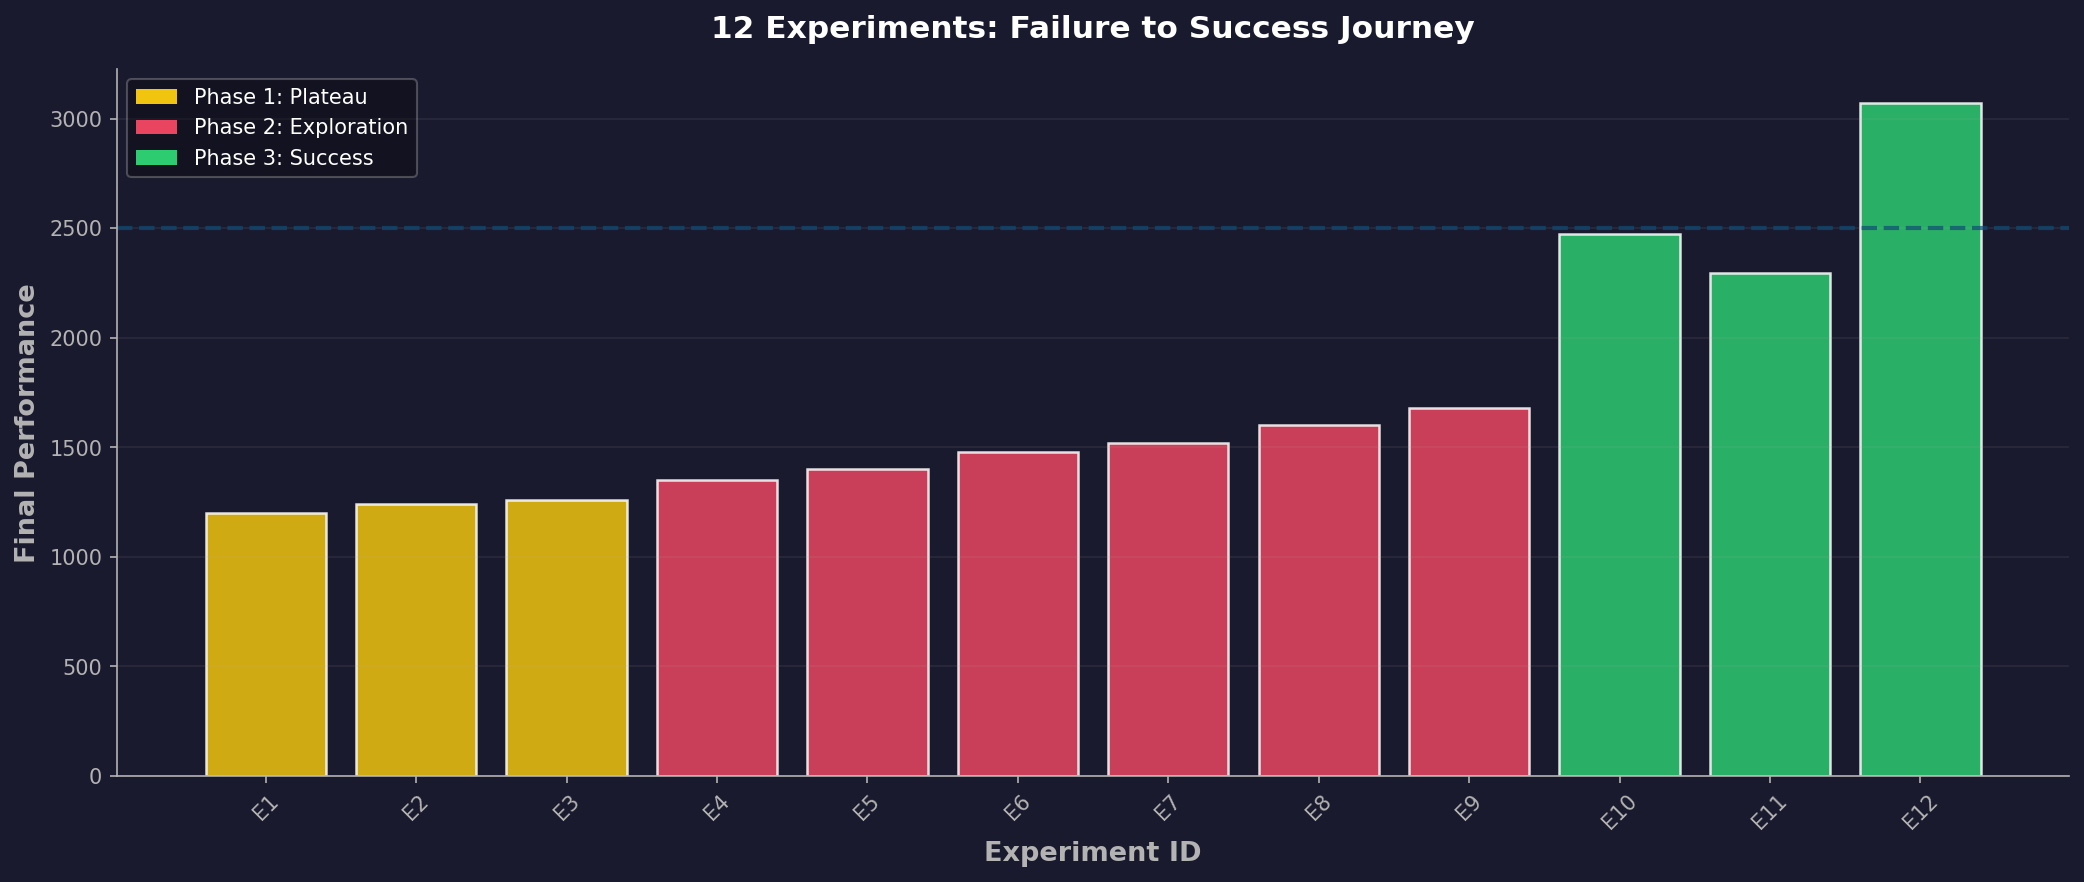 12 Experiments: Failure to Success Journey
Phase 1: Plateau
Phase 2: Exploration
Phase 3: Success
Final Performance
3000
2500
2000
1500
1000
500
0
E1 E2 E3 E4 E5 E6 E7 E8 E9 E10 E11 E12
Experiment ID